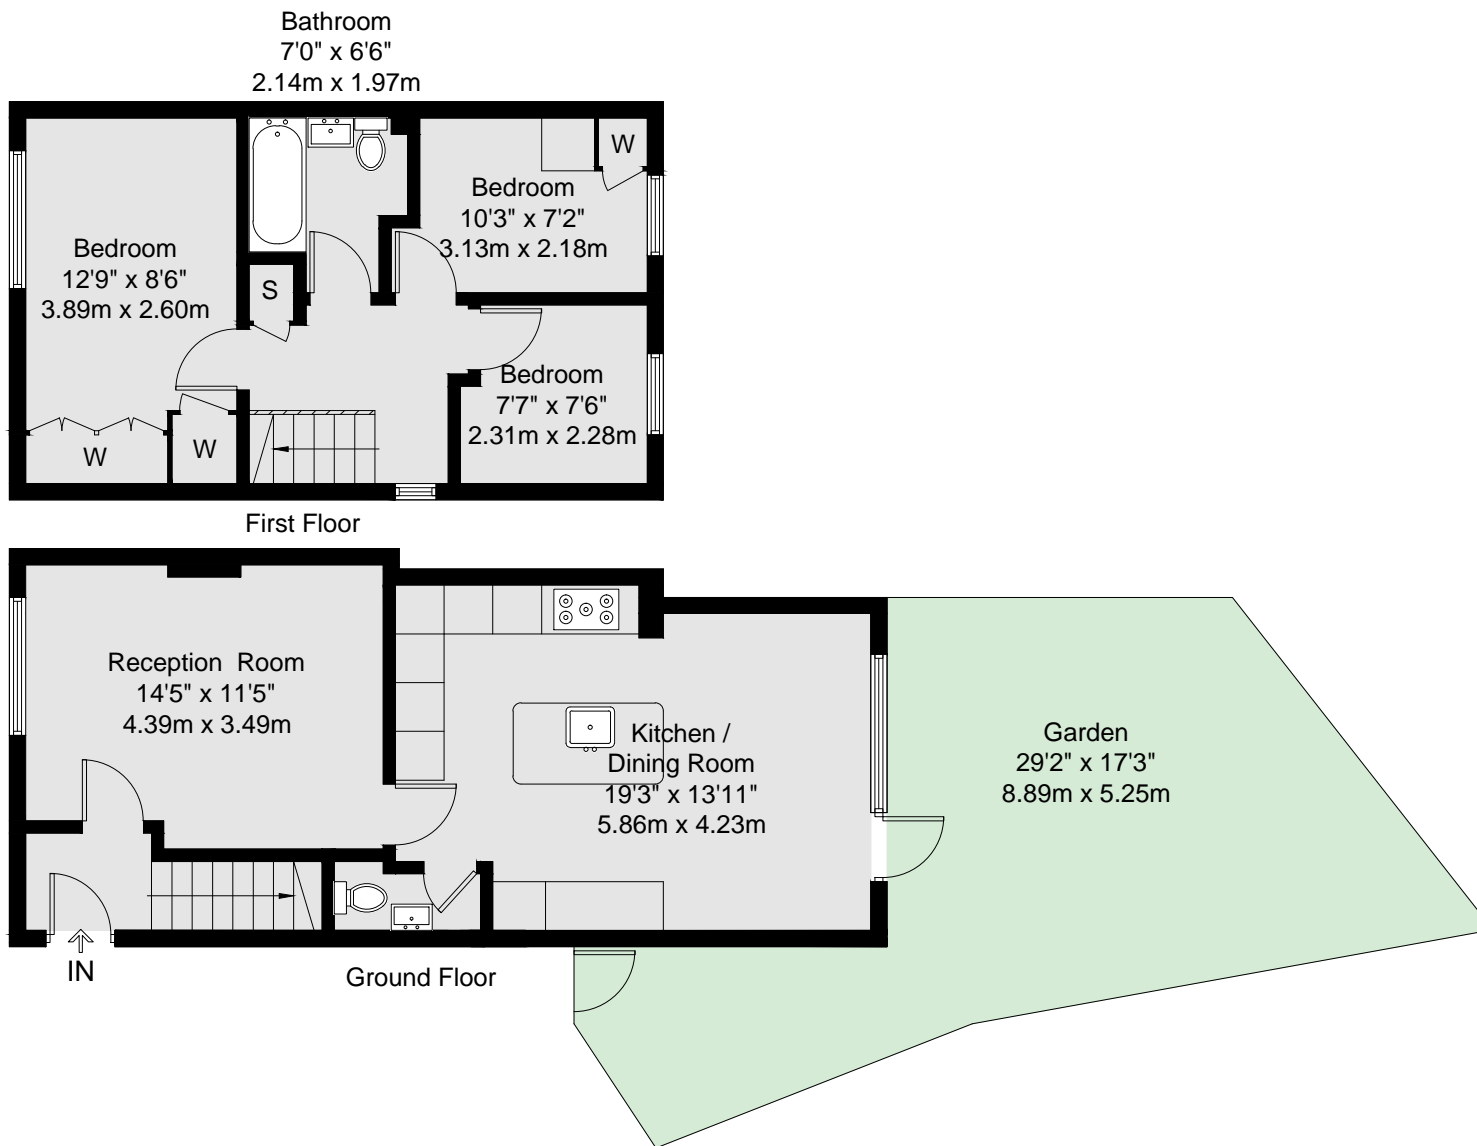 Bathroom
7'0" x 6'6"
2.14m x 1.97m
W
Bedroom
10'3" x 7'2"
3.13m x 2.18m
Bedroom
12'9" x 8'6"
3.89m x 2.60m
S
Bedroom
7'7" x 7'6"
2.31m x 2.28m
W
W
First Floor
Reception Room
14'5" x 11'5"
4.39m x 3.49m
Kitchen /
Dining Room
19'3" x 13'11"
5.86m x 4.23m
Garden
29'2" x 17'3"
8.89m x 5.25m
IN
Ground Floor